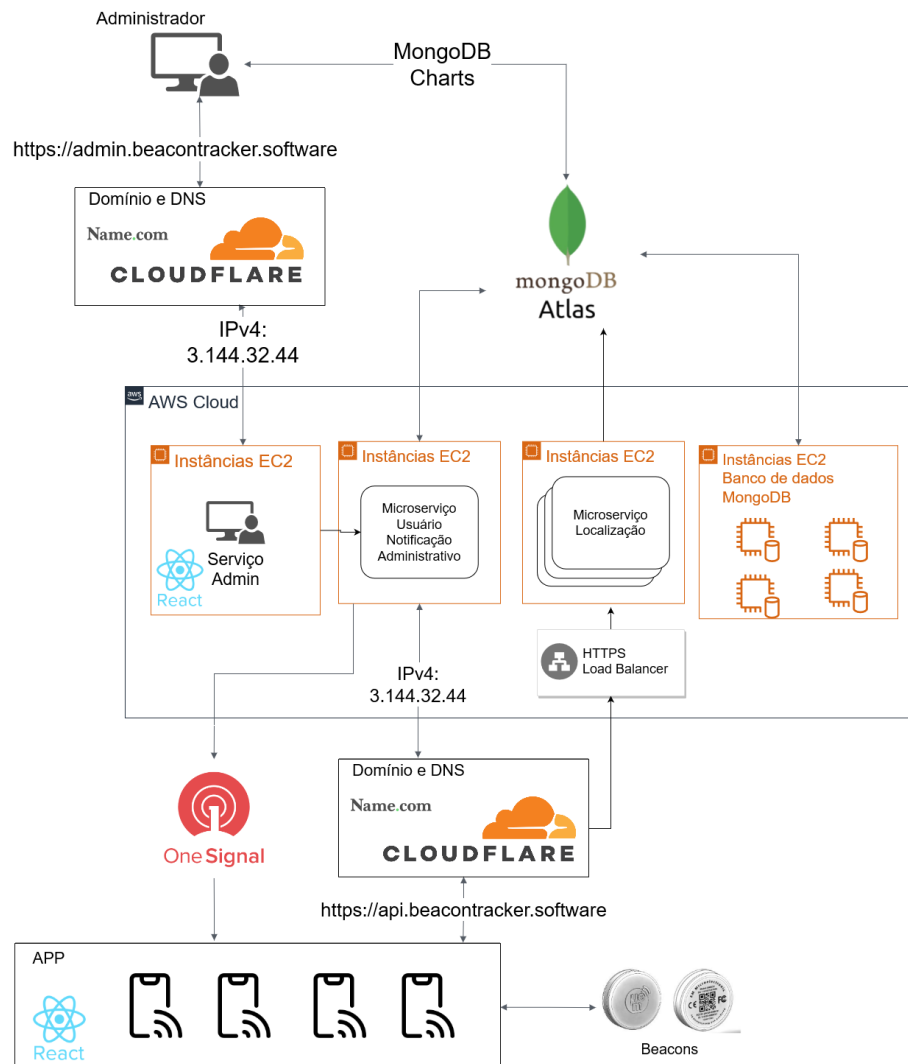 Administrador
MongoDB
Charts
https://admin.beacontracker.software
Domínio e DNS
Name.com
CLOUDFLARE
mongoDB
Atlas
IPv4:
3.144.32.44
aws
AWS Cloud
Instâncias EC2
Serviço
Admin
React
Instâncias EC2
Microserviço
Usuário
Notificação
Administrativo
Instâncias EC2
Microserviço
Localização
Instâncias EC2
Banco de dados
MongoDB
HTTPS
Load Balancer
IPv4:
3.144.32.44
Domínio e DNS
Name.com
CLOUDFLARE
OneSignal
https://api.beacontracker.software
APP
React
Beacons